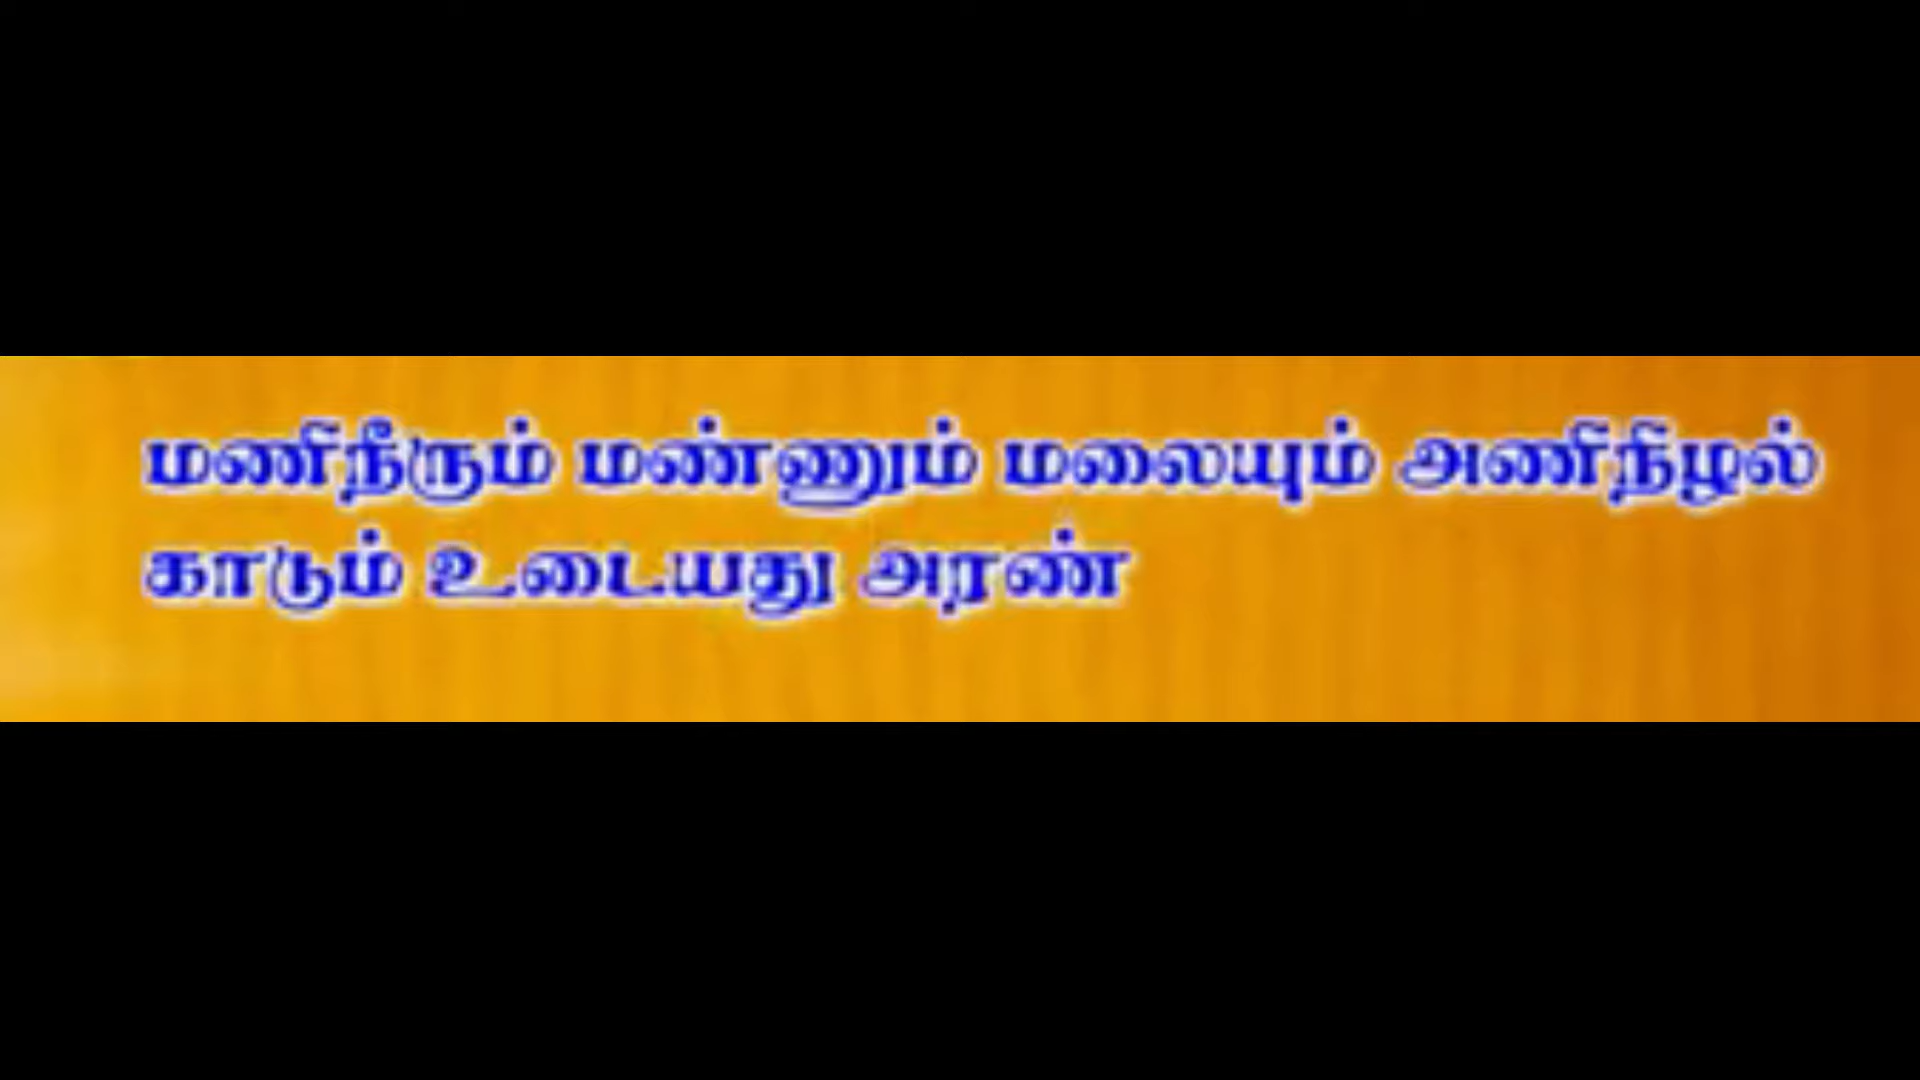 மணிநீரும் மண்ணும் மலையும் அணிநிழல்
காடும் உடையது அரண்